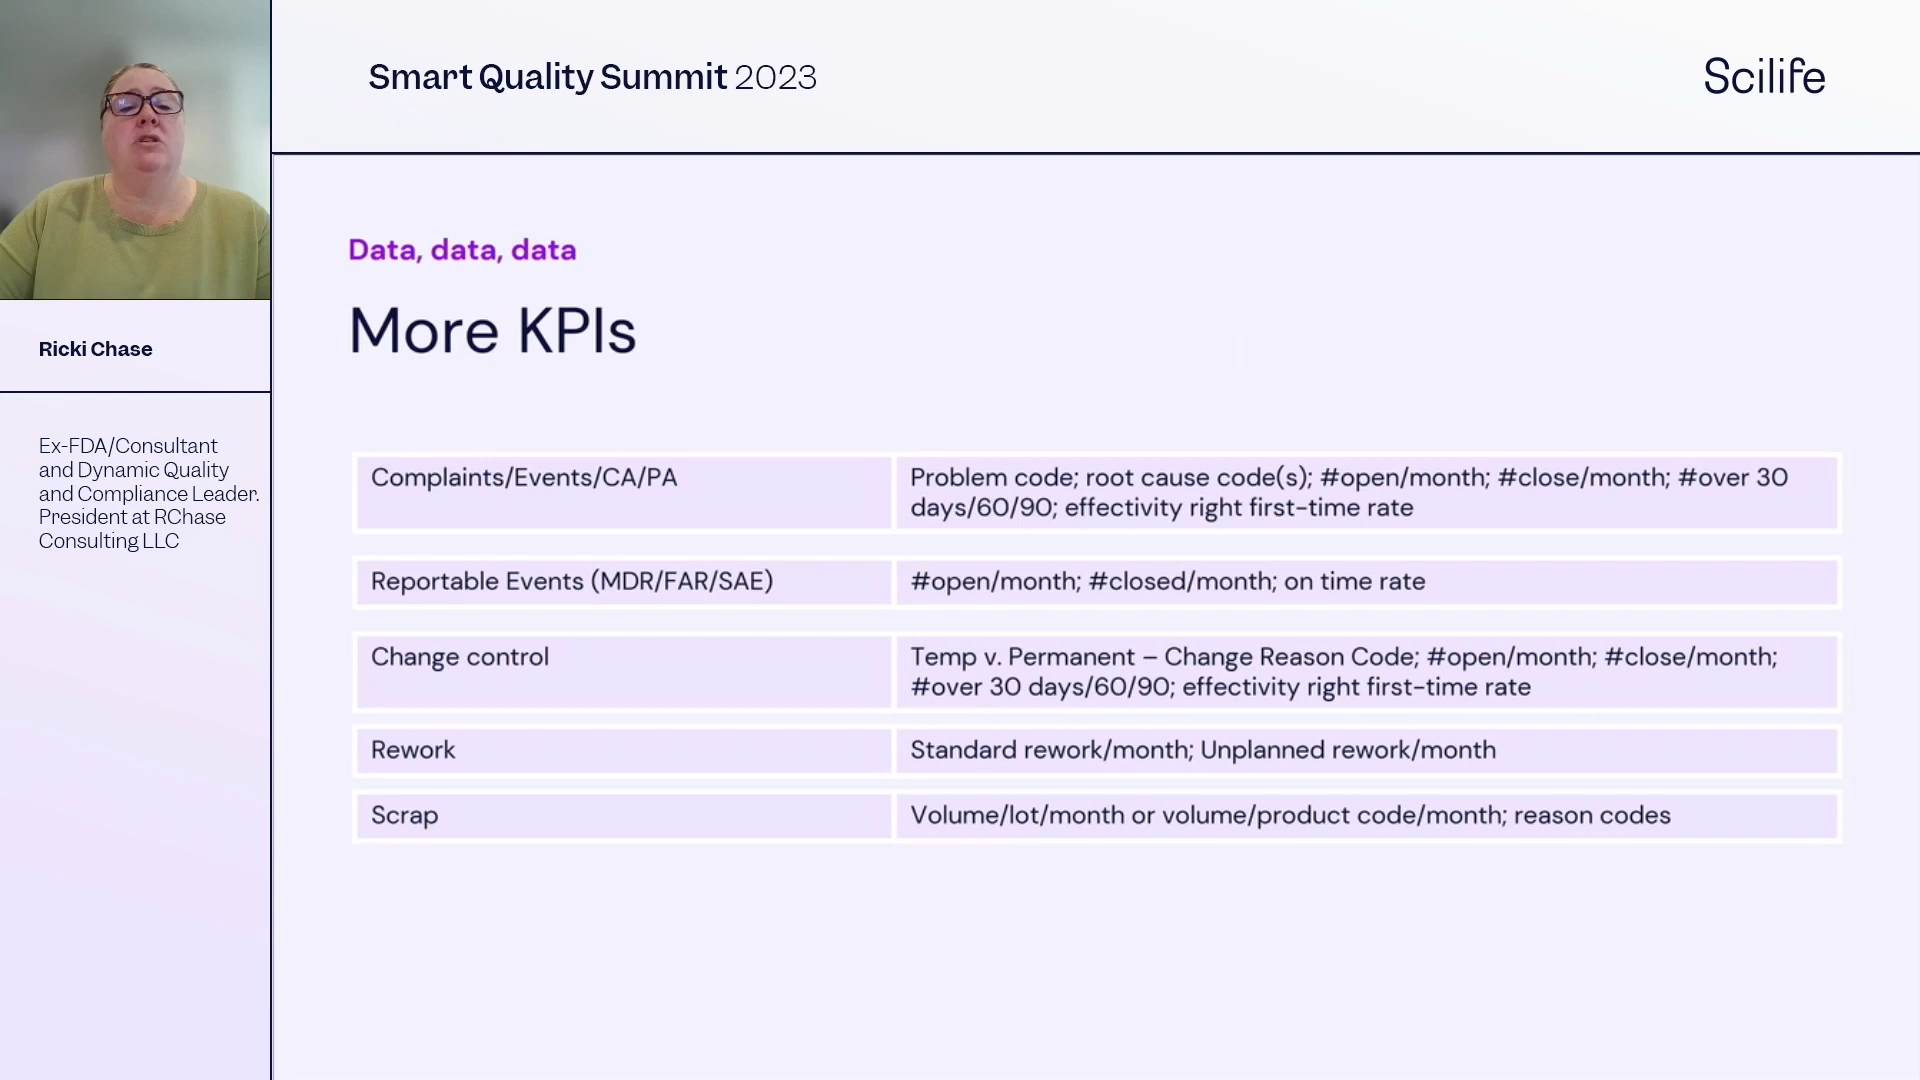 Smart Quality Summit 2023
Scilife
Ricki Chase
Ex-FDA/Consultant
and Dynamic Quality
and Compliance Leader.
President at RChase
Consulting LLC
Data, data, data
More KPIs
Complaints/Events/CA/PA
Problem code; root cause code(s); #open/month; #close/month; #over 30
days/60/90; effectivity right first-time rate
Reportable Events (MDR/FAR/SAE)
#open/month; #closed/month; on time rate
Change control
Temp v. Permanent – Change Reason Code; #open/month; #close/month;
#over 30 days/60/90; effectivity right first-time rate
Rework
Standard rework/month; Unplanned rework/month
Scrap
Volume/lot/month or volume/product code/month; reason codes